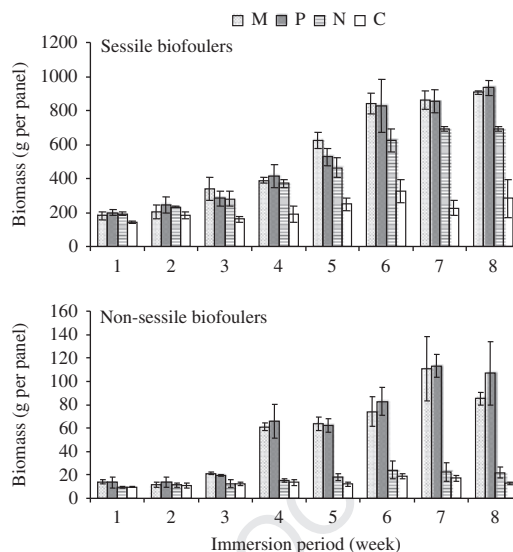 M P N C
Sessile biofoulers
1200
1000
800
600
400
200
0
Biomass (g per panel)
1 2 3 4 5 6 7 8
Non-sessile biofoulers
160
140
120
100
80
60
40
20
0
Biomass (g per panel)
1 2 3 4 5 6 7 8
Immersion period (week)